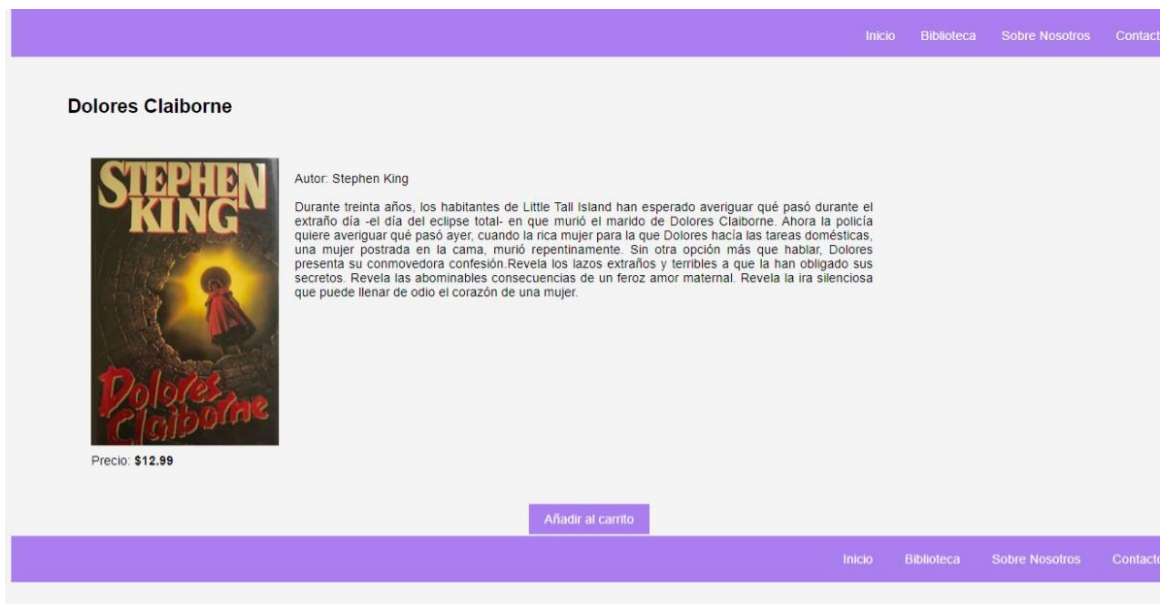 Inicio Biblioteca Sobre Nosotros Contact
Dolores Claiborne
STEPHEN
KING
Dolores
Claiborne
Autor: Stephen King
Durante treinta años, los habitantes de Little Tall Island han esperado averiguar qué pasó durante el
extraño día -el día del eclipse total- en que murió el marido de Dolores Claiborne. Ahora la policía
quiere averiguar qué pasó ayer, cuando la rica mujer para la que Dolores hacía las tareas domésticas,
una mujer postrada en la cama, murió repentinamente. Sin otra opción más que hablar, Dolores
presenta su conmovedora confesión.Revela los lazos extraños y terribles a que la han obligado sus
secretos. Revela las abominables consecuencias de un feroz amor maternal. Revela la ira silenciosa
que puede llenar de odio el corazón de una mujer.
Precio: $12.99
Añadir al carrito
Inicio Biblioteca Sobre Nosotros Contacto